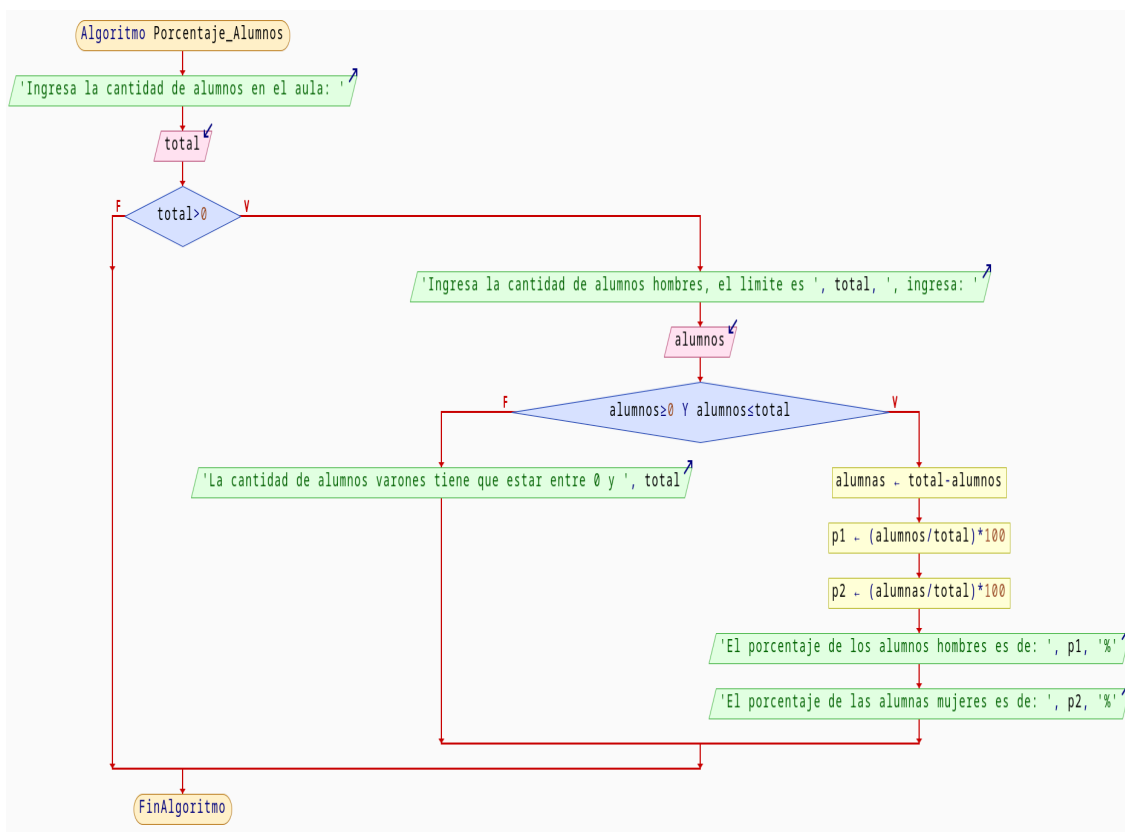 Algoritmo Porcentaje_Alumnos
'Ingresa la cantidad de alumnos en el aula: '
total
F
total>0
V
'Ingresa la cantidad de alumnos hombres, el limite es ', total, ', ingresa: '
alumnos
F
alumnos≥0 Y alumnos≤total
V
'La cantidad de alumnos varones tiene que estar entre 0 y ', total
alumnas ← total-alumnos
p1 ← (alumnos/total)*100
p2 ← (alumnas/total)*100
'El porcentaje de los alumnos hombres es de: ', p1, '%'
'El porcentaje de las alumnas mujeres es de: ', p2, '%'
FinAlgoritmo